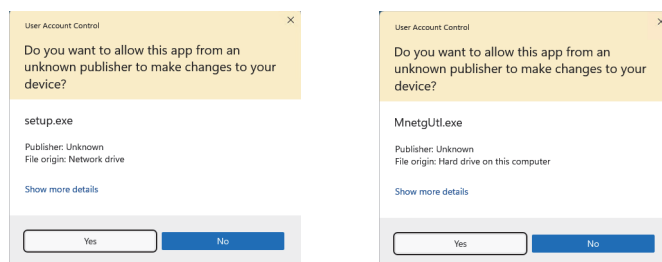 User Account Control
Do you want to allow this app from an
unknown publisher to make changes to your
device?
setup.exe
Publisher: Unknown
File origin: Network drive
Show more details
Yes
No
User Account Control
Do you want to allow this app from an
unknown publisher to make changes to your
device?
MnetgUtl.exe
Publisher: Unknown
File origin: Hard drive on this computer
Show more details
Yes
No